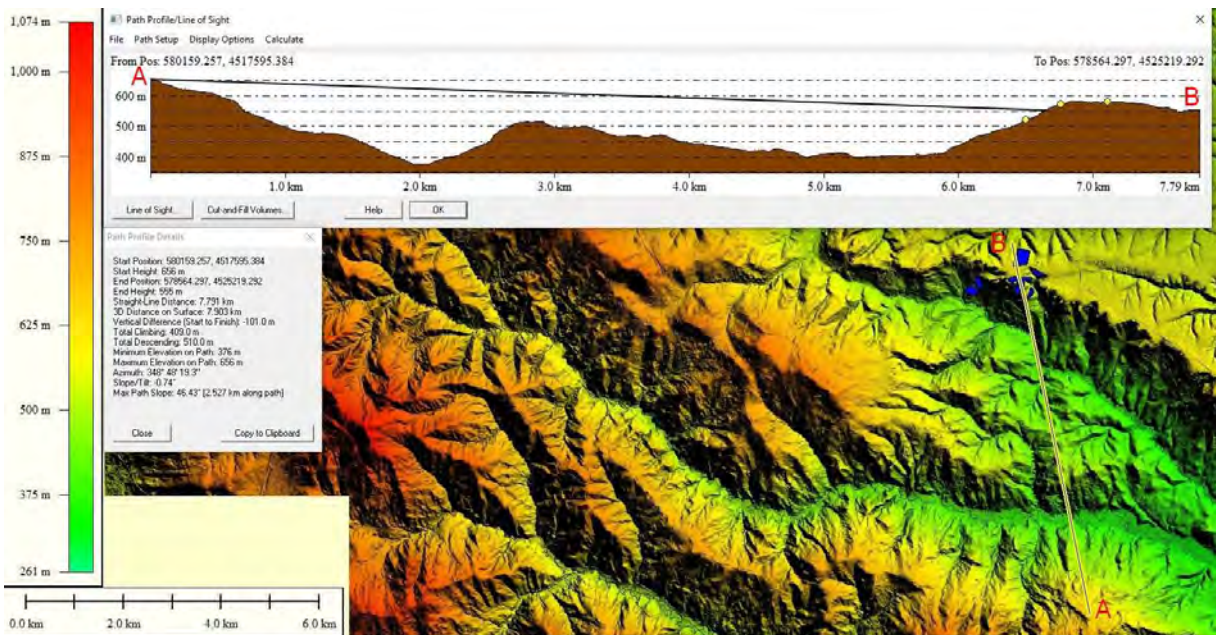 1,074 m
1,000 m
875 m
750 m
625 m
500 m
375 m
261 m
Path Profile/Line of Sight
File Path Setup Display Options Calculate
From Pos: 580159.257, 4517595.384 To Pos: 578564.297, 4525219.292
A
B
600 m
500 m
400 m
1.0 km 2.0 km 3.0 km 4.0 km 5.0 km 6.0 km 7.0 km 7.79 km
Line of Sight... Cut-and-Fill Volumes... Help OK
Path Profile Details
Start Position: 580159.257, 4517595.384
Start Height: 656 m
End Position: 578564.297, 4525219.292
End Height: 555 m
Straight-Line Distance: 7.791 km
3D Distance on Surface: 7.903 km
Vertical Difference (Start to Finish): -101.0 m
Total Climbing: 409.0 m
Total Descending: 510.0 m
Minimum Elevation on Path: 376 m
Maximum Elevation on Path: 656 m
Azimuth: 348° 48' 19.3"
Slope/Tilt: -0.74°
Max Path Slope: 46.43° [2.527 km along path]
Close Copy to Clipboard
B
A
0.0 km 2.0 km 4.0 km 6.0 km